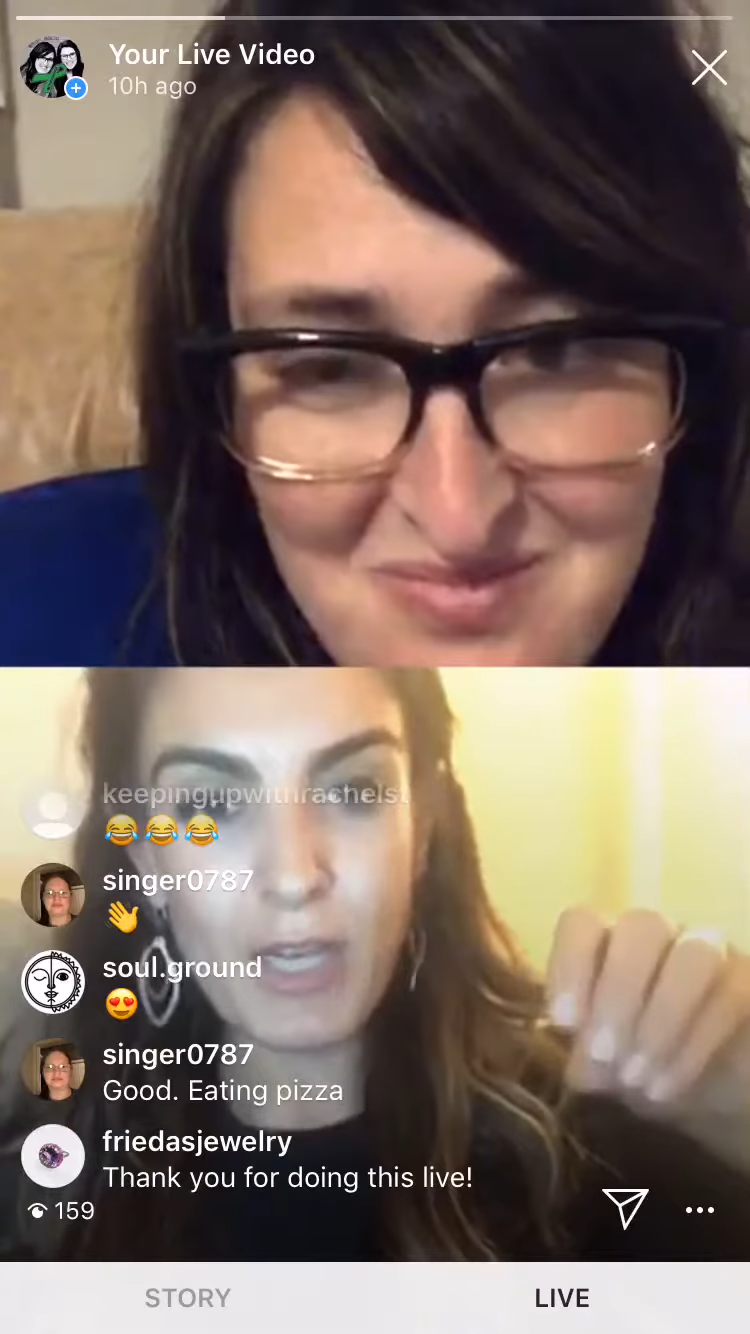 Your Live Video
10h ago
keepingupwithrachelst
😂😂😂
singer0787
👋
soul.ground
😍
singer0787
Good. Eating pizza
friedasjewelry
Thank you for doing this live!
159
STORY
LIVE